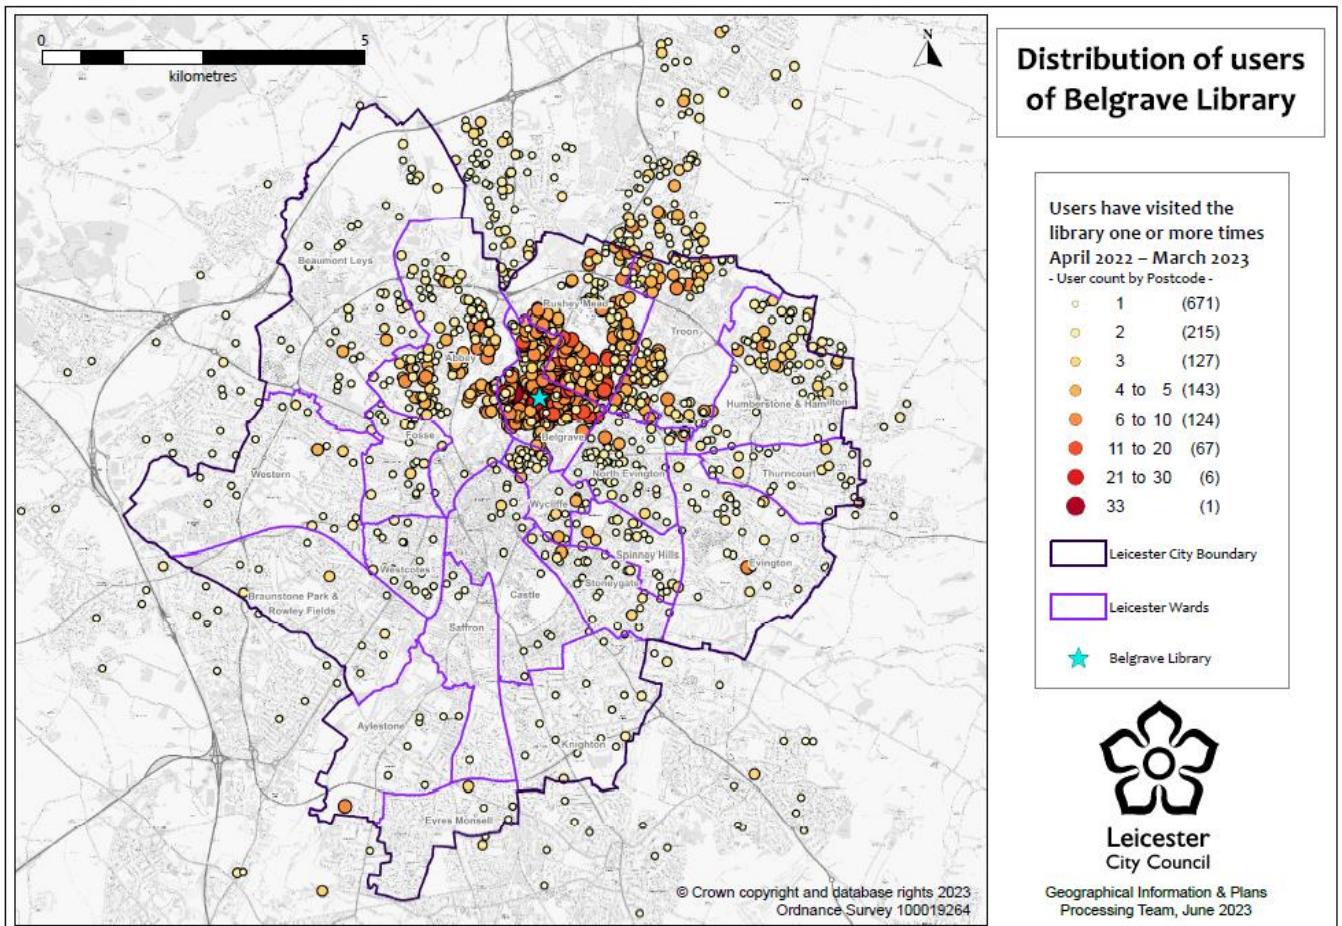 0 5
kilometres
N
Beaumont Leys
Rushey Mead
Troon
Abbey
Humberstone & Hamilton
Fosse
Belgrave
Western
North Evington
Thurncourt
Wycliffe
Spinney Hills
Westcotes
Evington
Stoneygate
Braunstone Park &
Rowley Fields
Castle
Saffron
Aylestone
Knighton
Eyres Monsell
© Crown copyright and database rights 2023
Ordnance Survey 100019264
Distribution of users
of Belgrave Library
Users have visited the
library one or more times
April 2022 – March 2023
- User count by Postcode -
1 (671)
2 (215)
3 (127)
4 to 5 (143)
6 to 10 (124)
11 to 20 (67)
21 to 30 (6)
33 (1)
Leicester City Boundary
Leicester Wards
Belgrave Library
Leicester
City Council
Geographical Information & Plans
Processing Team, June 2023